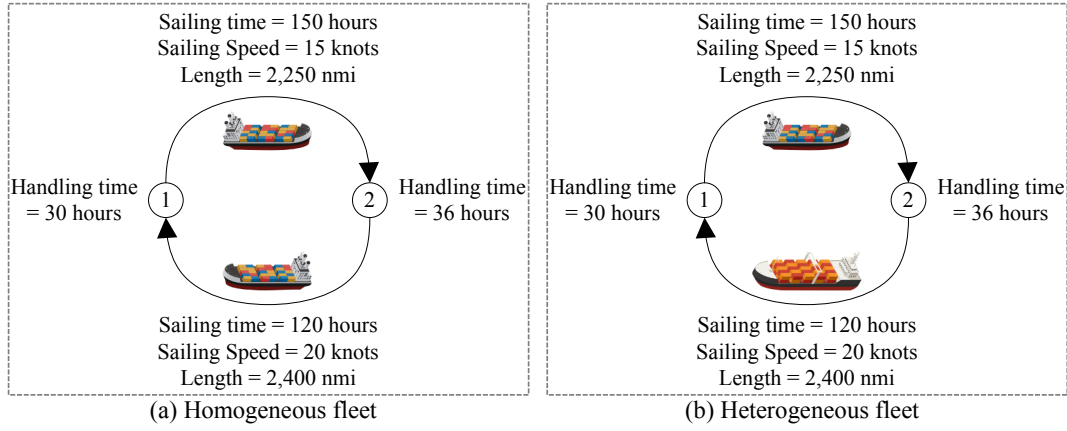 Sailing time = 150 hours
Sailing Speed = 15 knots
Length = 2,250 nmi
Handling time
= 30 hours
1
2
Handling time
= 36 hours
Sailing time = 120 hours
Sailing Speed = 20 knots
Length = 2,400 nmi
(a) Homogeneous fleet
Sailing time = 150 hours
Sailing Speed = 15 knots
Length = 2,250 nmi
Handling time
= 30 hours
1
2
Handling time
= 36 hours
Sailing time = 120 hours
Sailing Speed = 20 knots
Length = 2,400 nmi
(b) Heterogeneous fleet